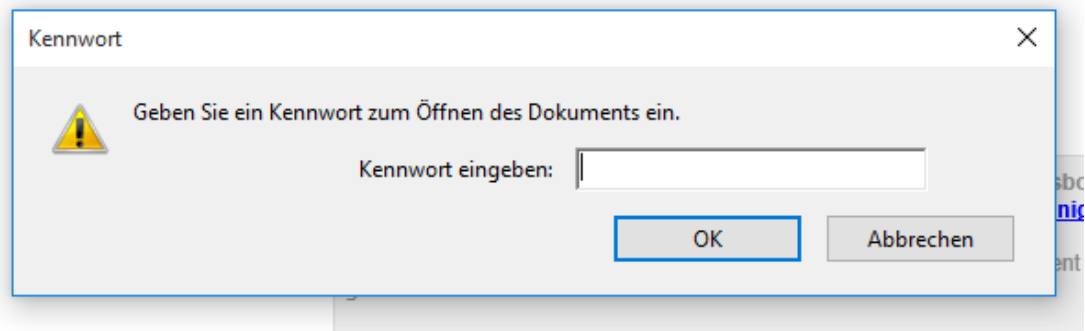 Kennwort
Geben Sie ein Kennwort zum Öffnen des Dokuments ein.
Kennwort eingeben:
OK
Abbrechen